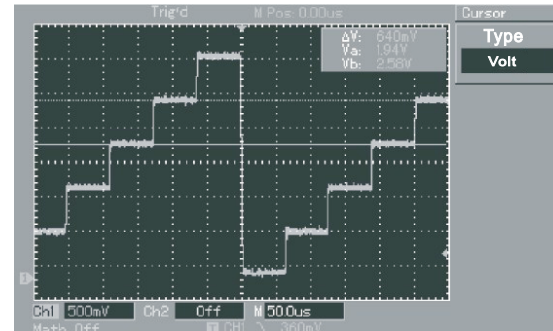 Trig'd M Pos: 0.00us Cursor
ΔV: 640mV
Va: 1.94V
Vb: 2.58V
Type
Volt
1
Ch1 500mV Ch2 Off M 50.0us
Math Off T CH1 \ 360mV